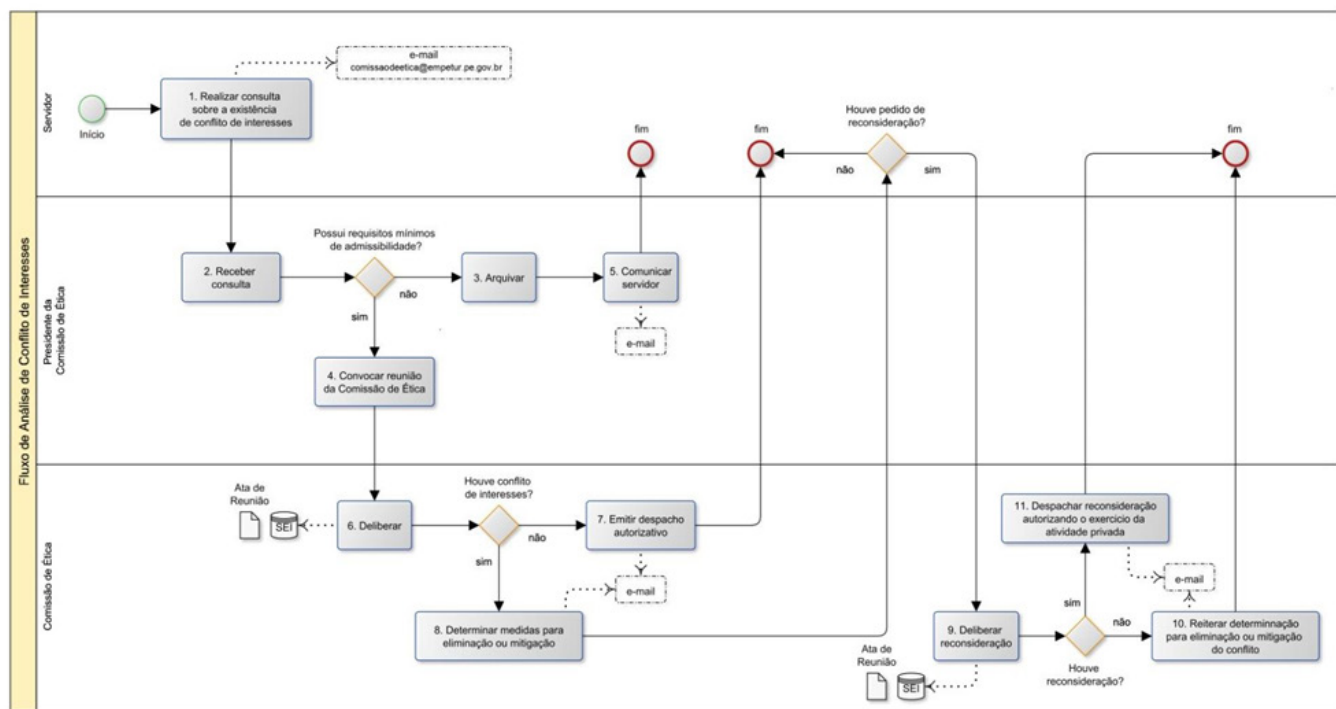 Fluxo de Análise de Conflito de Interesses
Servidor
Início
1. Realizar consulta
sobre a existência
de conflito de interesses
e-mail
comissaodeetica@empetur.pe.gov.br
fim
fim
Houve pedido de
reconsideração?
não
sim
fim
Presidente da
Comissão de Ética
2. Receber
consulta
Possui requisitos mínimos
de admissibilidade?
não
sim
3. Arquivar
5. Comunicar
servidor
e-mail
4. Convocar reunião
da Comissão de Ética
Comissão de Ética
Ata de
Reunião
SEI
6. Deliberar
Houve conflito
de interesses?
não
sim
7. Emitir despacho
autorizativo
e-mail
8. Determinar medidas para
eliminação ou mitigação
Ata de
Reunião
SEI
9. Deliberar
reconsideração
Houve
reconsideração?
sim
não
11. Despachar reconsideração
autorizando o exercício da
atividade privada
e-mail
10. Reiterar determinnação
para eliminação ou mitigação
do conflito